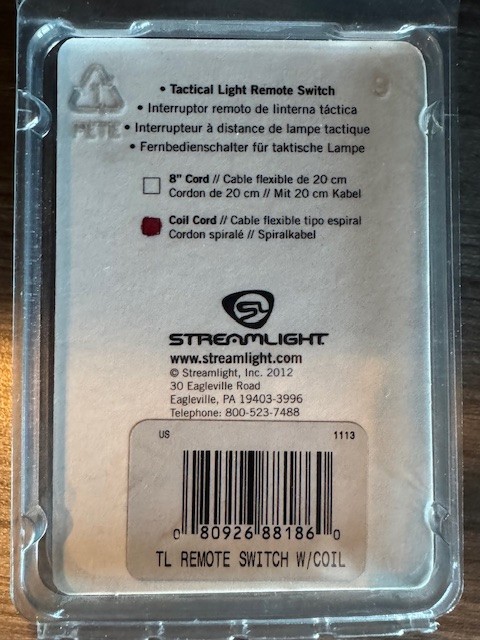 1
PETE
9
• Tactical Light Remote Switch
• Interruptor remoto de linterna táctica
• Interrupteur à distance de lampe tactique
• Fernbedienschalter für taktische Lampe
8" Cord // Cable flexible de 20 cm
Cordon de 20 cm // Mit 20 cm Kabel
Coil Cord // Cable flexible tipo espiral
Cordon spiralé // Spiralkabel
SL
STREAMLIGHT
www.streamlight.com
© Streamlight, Inc. 2012
30 Eagleville Road
Eagleville, PA 19403-3996
Telephone: 800-523-7488
US 1113
0 80926 88186 0
TL REMOTE SWITCH W/COIL